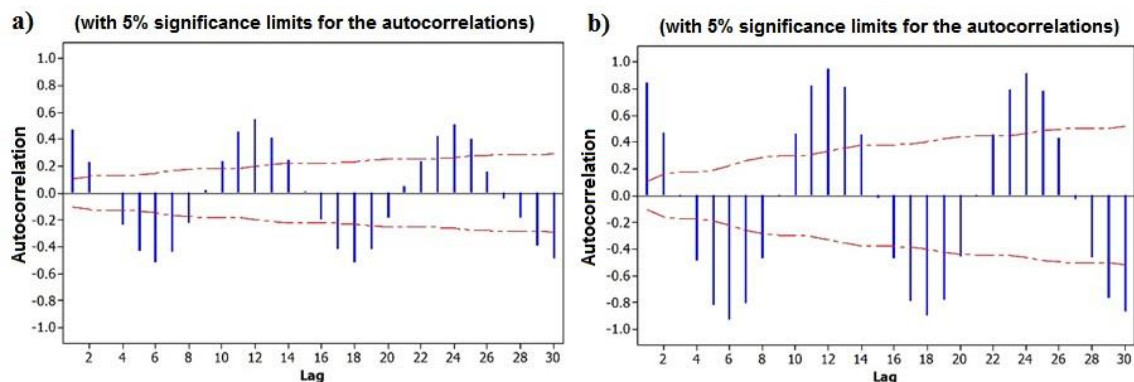 a)
(with 5% significance limits for the autocorrelations)
1.0
0.8
0.6
0.4
0.2
0.0
-0.2
-0.4
-0.6
-0.8
-1.0
Autocorrelation
2 4 6 8 10 12 14 16 18 20 22 24 26 28 30
Lag
b)
(with 5% significance limits for the autocorrelations)
1.0
0.8
0.6
0.4
0.2
0.0
-0.2
-0.4
-0.6
-0.8
-1.0
Autocorrelation
2 4 6 8 10 12 14 16 18 20 22 24 26 28 30
Lag